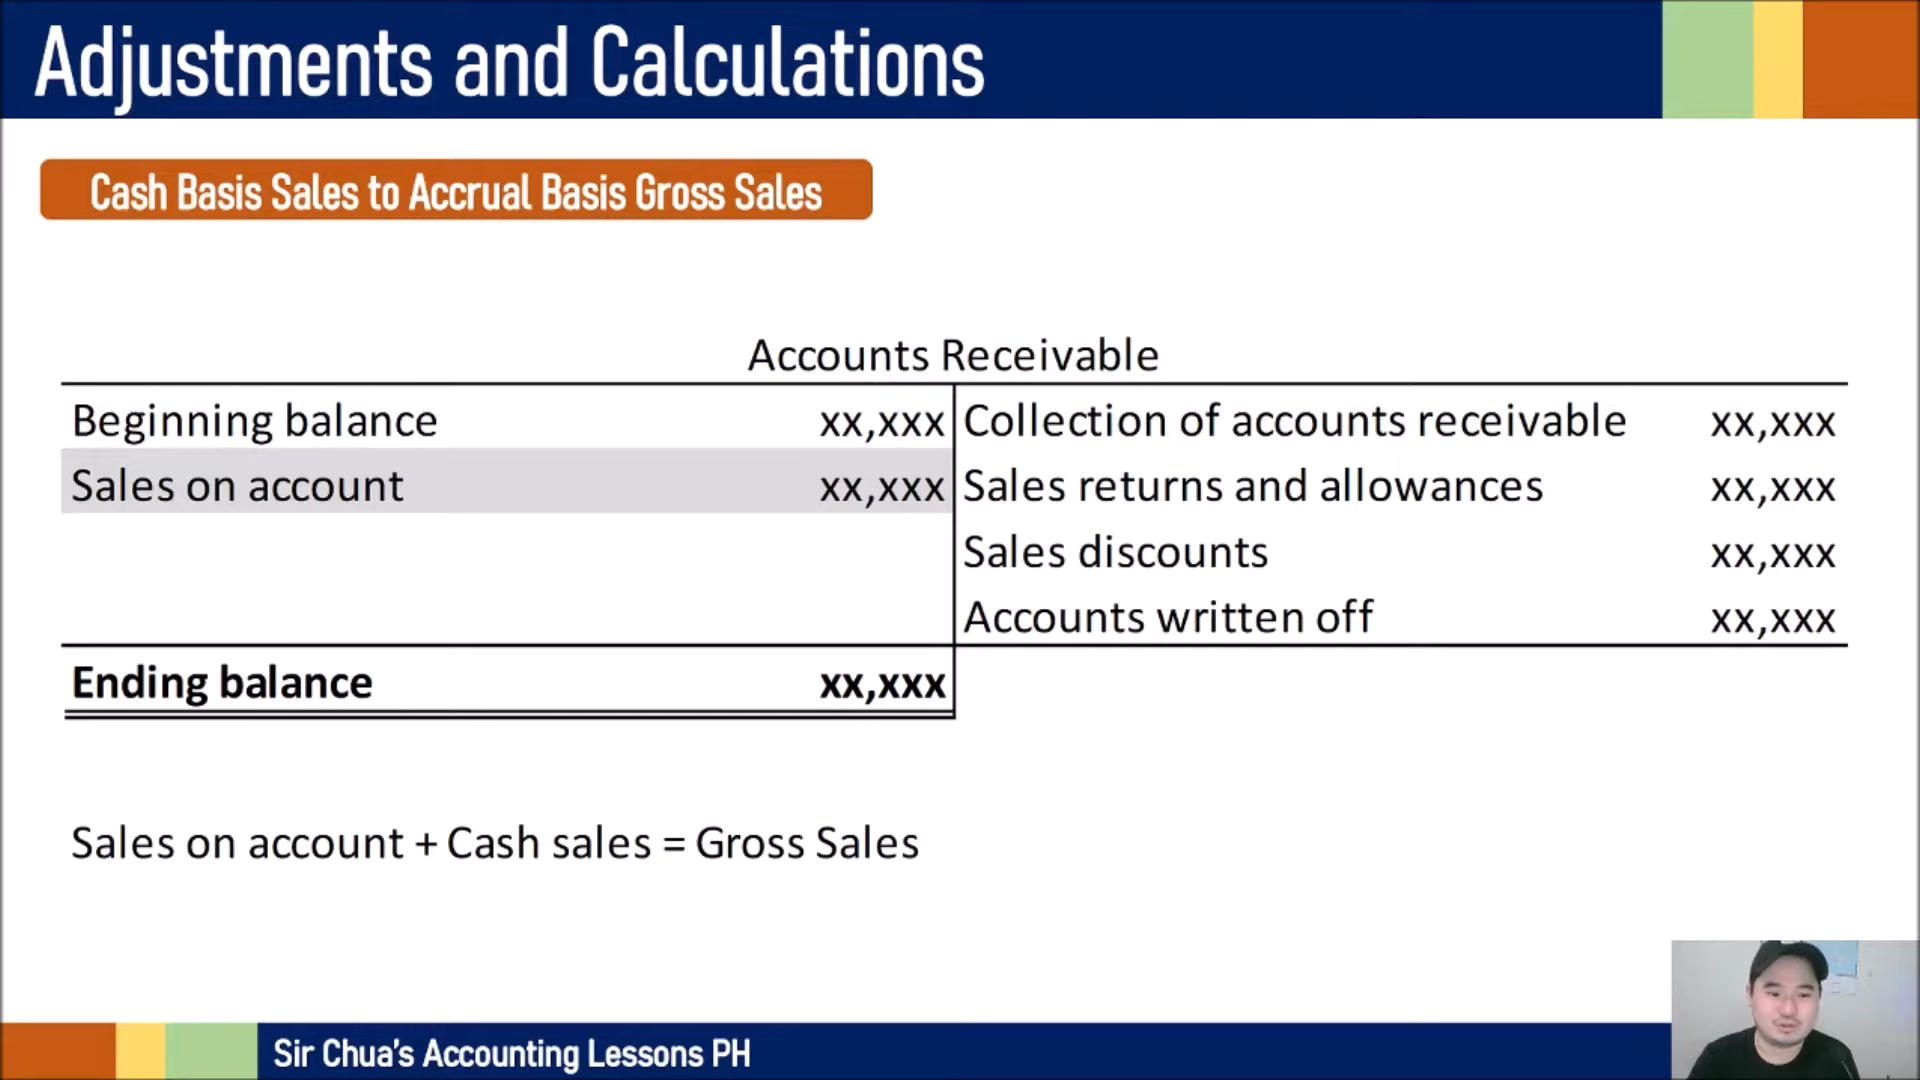 Adjustments and Calculations
Cash Basis Sales to Accrual Basis Gross Sales
Accounts Receivable
Beginning balance xx,xxx Collection of accounts receivable xx,xxx
Sales on account xx,xxx Sales returns and allowances xx,xxx
Sales discounts xx,xxx
Accounts written off xx,xxx
Ending balance xx,xxx
Sales on account + Cash sales = Gross Sales
Sir Chua's Accounting Lessons PH